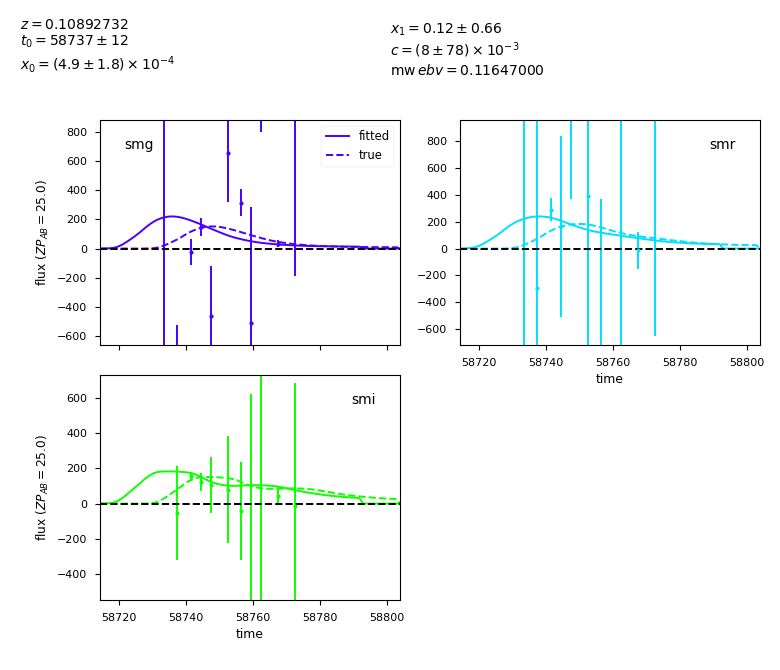 z = 0.10892732
t₀ = 58737 ± 12
x₀ = (4.9 ± 1.8) × 10⁻⁴
x₁ = 0.12 ± 0.66
c = (8 ± 78) × 10⁻³
mw ebv = 0.11647000
smg
fitted
true
800
600
400
200
0
−200
−400
−600
flux (ZP_AB = 25.0)
smr
800
600
400
200
0
−200
−400
−600
58720 58740 58760 58780 58800
time
smi
600
400
200
0
−200
−400
flux (ZP_AB = 25.0)
58720 58740 58760 58780 58800
time